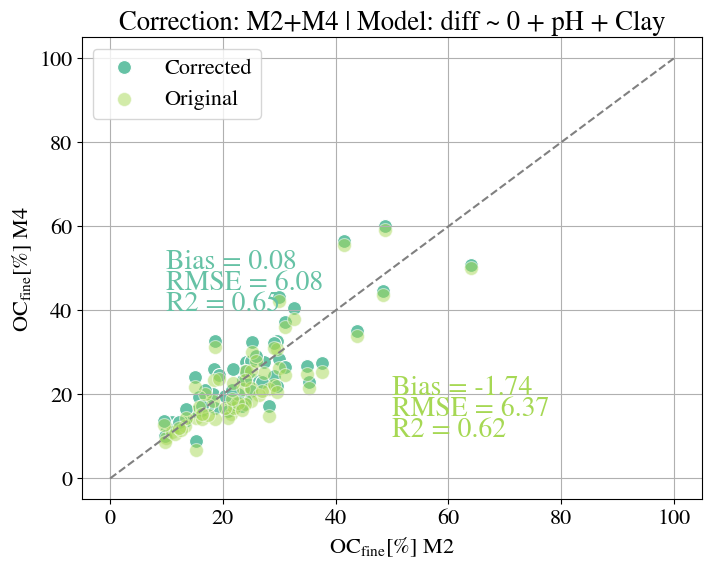 Correction: M2+M4 | Model: diff ~ 0 + pH + Clay
Corrected
Original
100
80
60
40
20
0
OC_fine[%] M4
Bias = 0.08
RMSE = 6.08
R2 = 0.65
Bias = -1.74
RMSE = 6.37
R2 = 0.62
0 20 40 60 80 100
OC_fine[%] M2